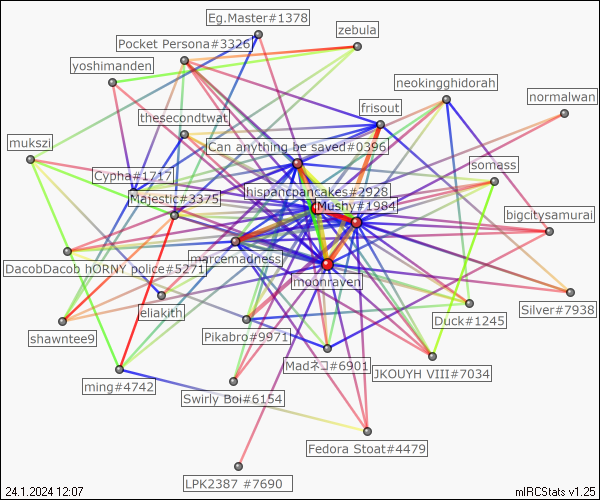 Eg.Master#1378
zebula
Pocket Persona#3326
yoshimanden
neokingghidorah
normalwan
frisout
thesecondtwat
mukszi
Can anything be saved#0396
somass
Cypha#1717
hispancpancakes#2928
Majestic#3375
Mushy#1984
bigcitysamurai
marcemadness
DacobDacob hORNY police#5271
moonraven
eliakith
Silver#7938
Duck#1245
shawntee9
Pikabro#9971
Madネコ#6901
JKOUYH VIII#7034
ming#4742
Swirly Boi#6154
Fedora Stoat#4479
LPK2387 #7690
24.1.2024 12:07
mIRCStats v1.25